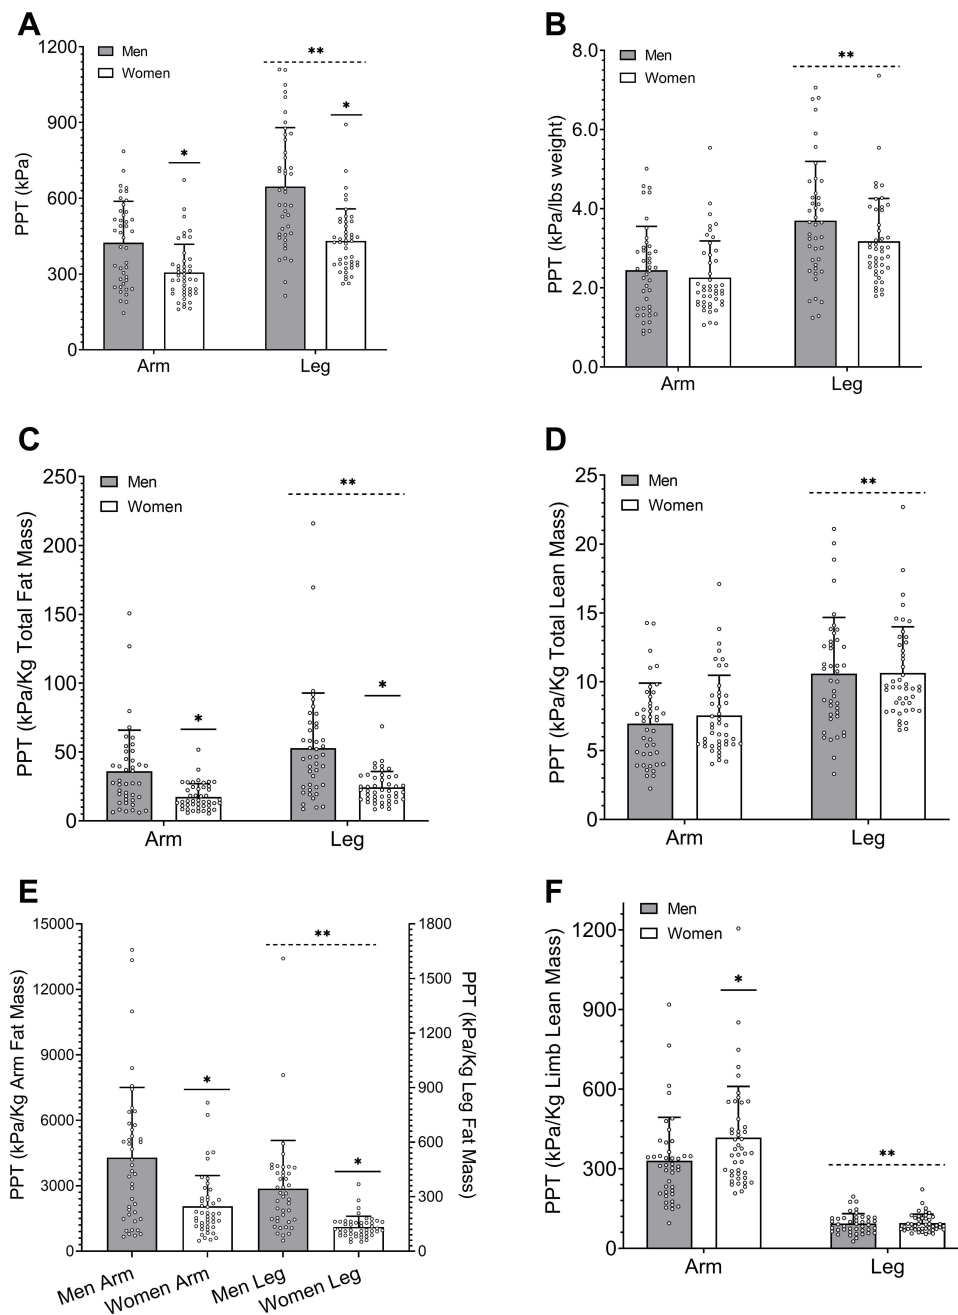 A
PPT (kPa)
1200
900
600
300
0
Men
Women
*
**
*
Arm
Leg
B
PPT (kPa/lbs weight)
8.0
6.0
4.0
2.0
0.0
Men
Women
**
Arm
Leg
C
PPT (kPa/Kg Total Fat Mass)
250
200
150
100
50
0
Men
Women
*
**
*
Arm
Leg
D
PPT (kPa/Kg Total Lean Mass)
25
20
15
10
5
0
Men
Women
**
Arm
Leg
E
PPT (kPa/Kg Arm Fat Mass)
15000
12000
9000
6000
3000
0
*
**
*
1800
1500
1200
900
600
300
0
PPT (kPa/Kg Leg Fat Mass)
Men Arm
Women Arm
Men Leg
Women Leg
F
PPT (kPa/Kg Limb Lean Mass)
1200
900
600
300
0
Men
Women
*
**
Arm
Leg